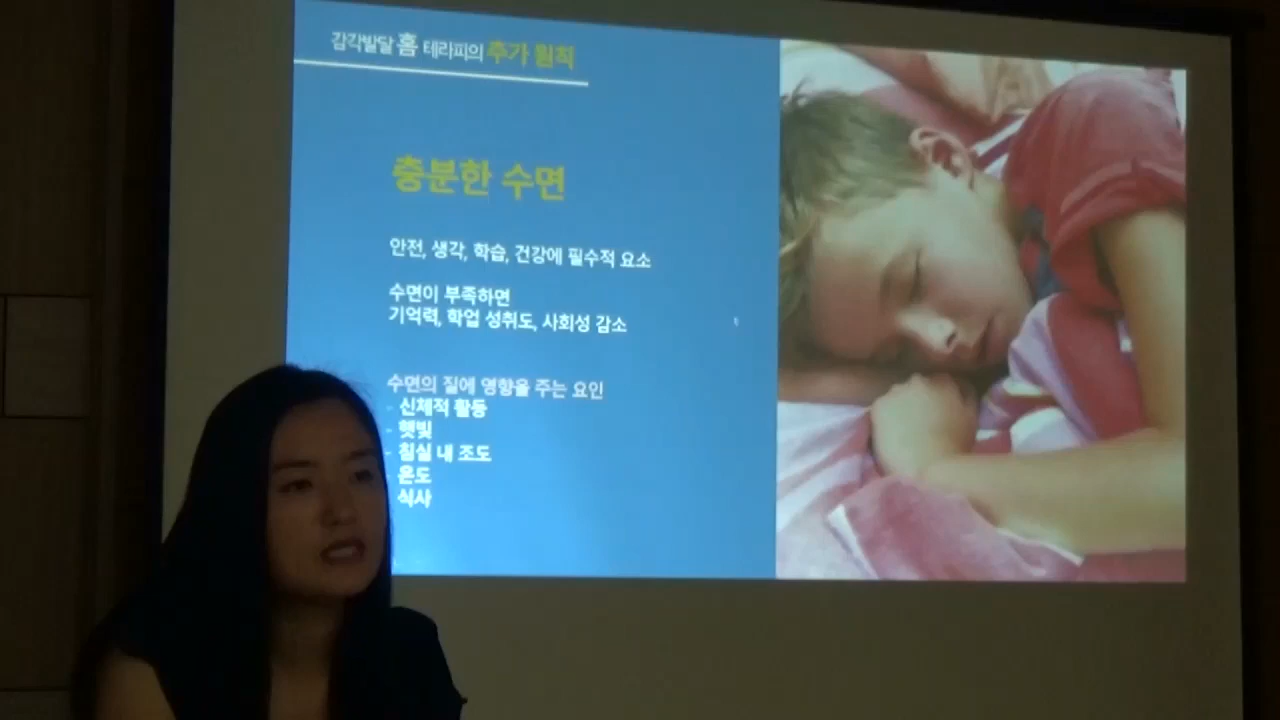 감각발달 홈 테라피의 추가 원칙
충분한 수면
안전, 생각, 학습, 건강에 필수적 요소
수면이 부족하면
기억력, 학업 성취도, 사회성 감소
수면의 질에 영향을 주는 요인
- 신체적 활동
- 햇빛
- 침실 내 조도
온도
식사